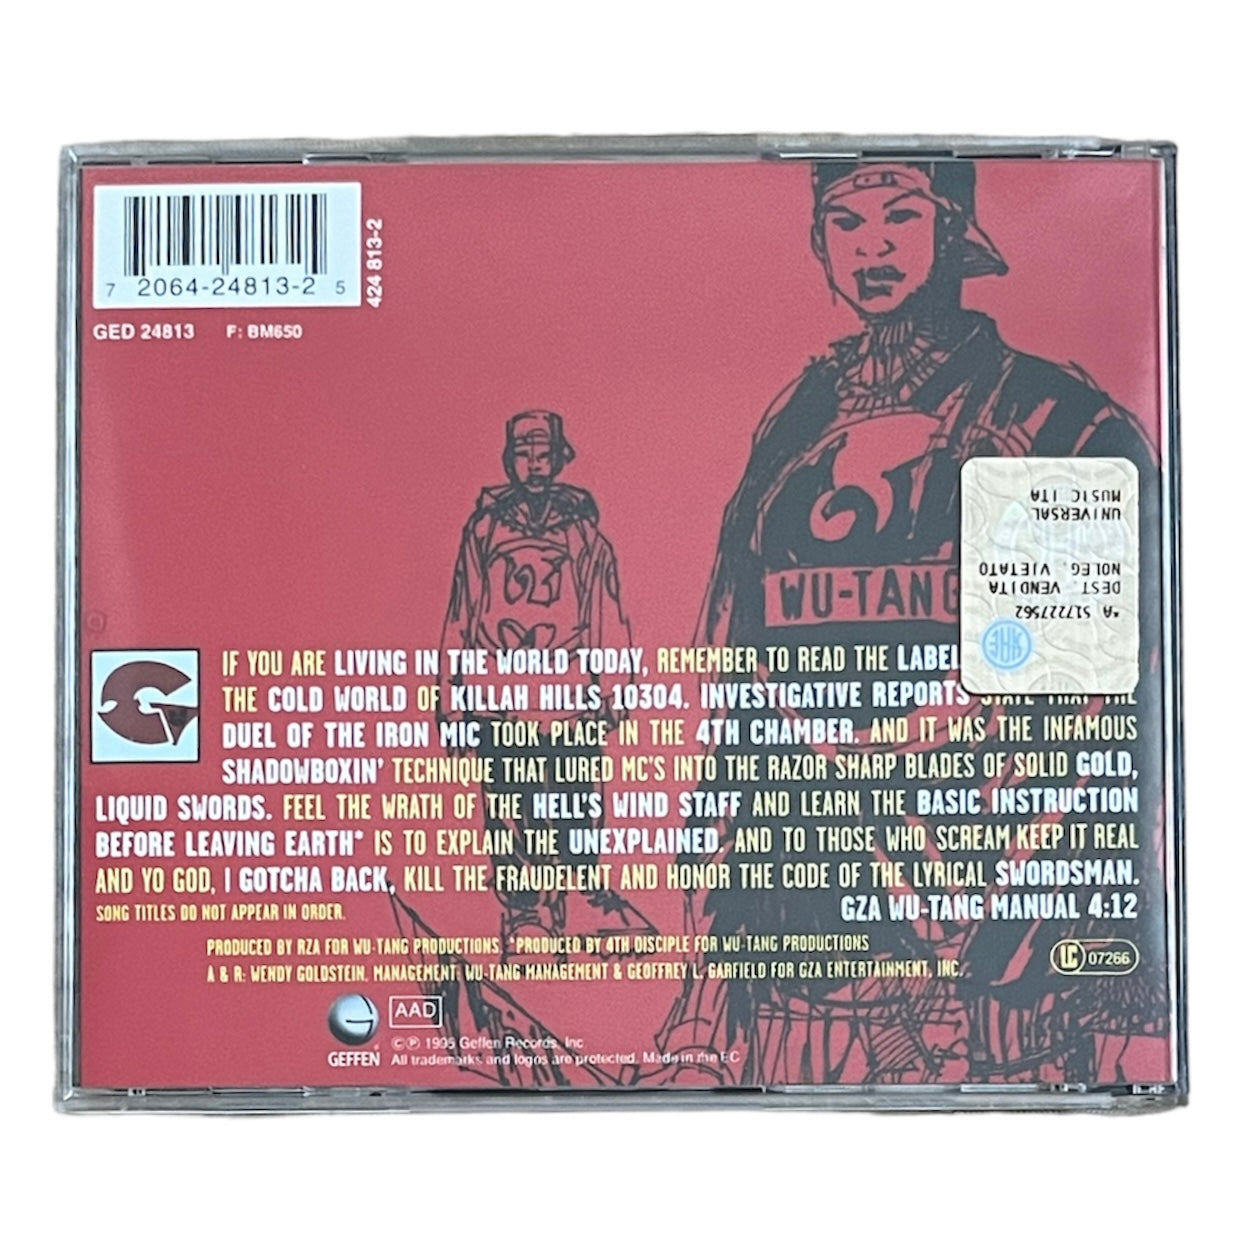 7 2064-24813-2 5
424 813-2
GED 24813 F: BM650
WU-TANG
MUSIC ITA
UNIVERSAL
NOLEG. VIETATO
DEST. VENDITA
*A 517227562
SIAE
IF YOU ARE LIVING IN THE WORLD TODAY, REMEMBER TO READ THE LABEL
THE COLD WORLD OF KILLAH HILLS 10304. INVESTIGATIVE REPORTS STATE THAT THE
DUEL OF THE IRON MIC TOOK PLACE IN THE 4TH CHAMBER. AND IT WAS THE INFAMOUS
SHADOWBOXIN' TECHNIQUE THAT LURED MC'S INTO THE RAZOR SHARP BLADES OF SOLID GOLD,
LIQUID SWORDS. FEEL THE WRATH OF THE HELL'S WIND STAFF AND LEARN THE BASIC INSTRUCTION
BEFORE LEAVING EARTH* IS TO EXPLAIN THE UNEXPLAINED. AND TO THOSE WHO SCREAM KEEP IT REAL
AND YO GOD, I GOTCHA BACK, KILL THE FRAUDELENT AND HONOR THE CODE OF THE LYRICAL SWORDSMAN.
SONG TITLES DO NOT APPEAR IN ORDER. GZA WU-TANG MANUAL 4:12
PRODUCED BY RZA FOR WU-TANG PRODUCTIONS. *PRODUCED BY 4TH DISCIPLE FOR WU-TANG PRODUCTIONS
A & R: WENDY GOLDSTEIN. MANAGEMENT: WU-TANG MANAGEMENT & GEOFFREY L. GARFIELD FOR GZA ENTERTAINMENT, INC.
LC 07266
GEFFEN
AAD
© ℗ 1995 Geffen Records, Inc.
All trademarks and logos are protected. Made in the EC